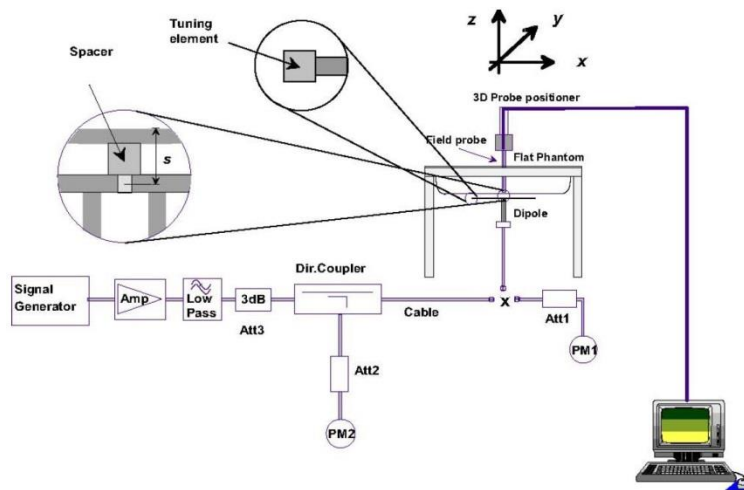 Tuning
element
Spacer
s
z
y
x
3D Probe positioner
Field probe
Flat Phantom
Dipole
Signal
Generator
Amp
Low
Pass
3dB
Att3
Dir.Coupler
Cable
x
Att1
PM1
Att2
PM2